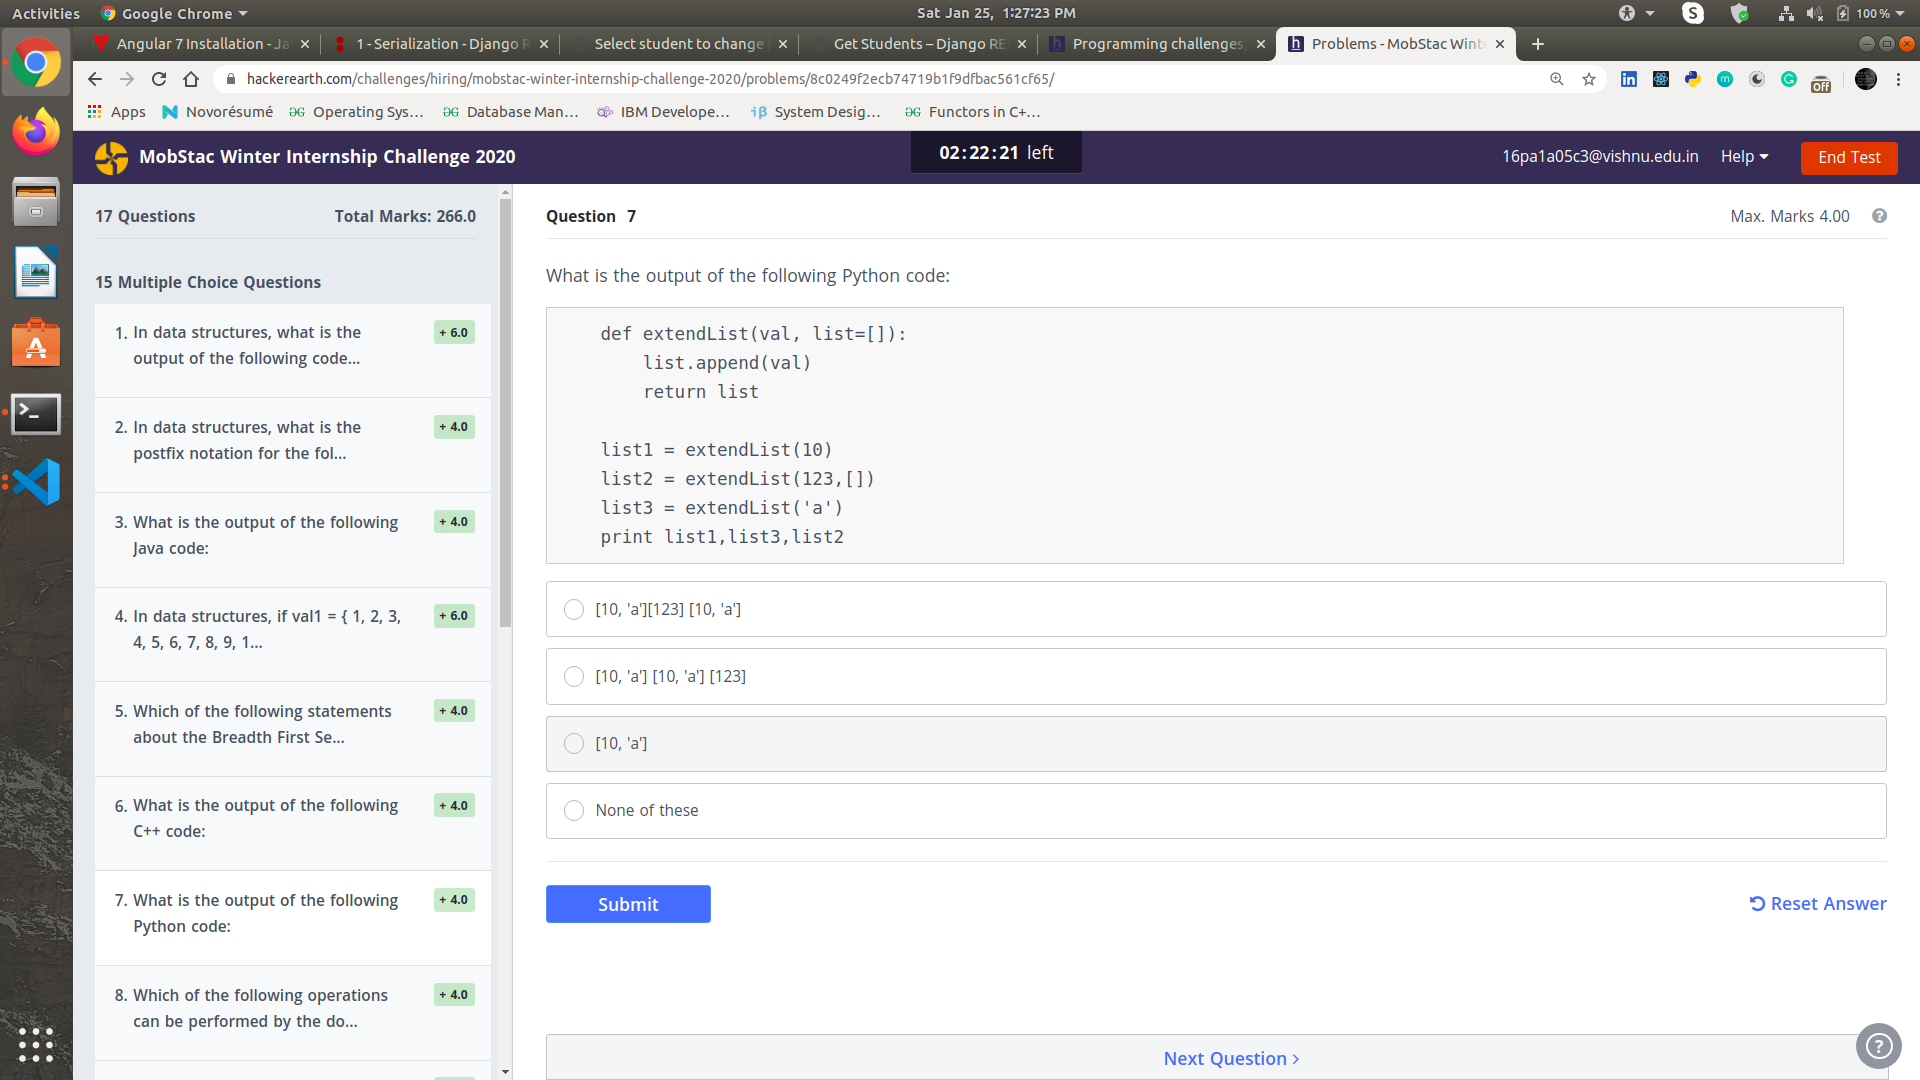 Activities
Google Chrome
Sat Jan 25, 1:27:23 PM
100 %
Angular 7 Installation - Ja
1 - Serialization - Django R
Select student to change
Get Students – Django RE
Programming challenges,
Problems - MobStac Wint
hackerearth.com/challenges/hiring/mobstac-winter-internship-challenge-2020/problems/8c0249f2ecb74719b1f9dfbac561cf65/
Off
Apps
Novorésumé
Operating Sys...
Database Man...
IBM Develope...
System Desig...
Functors in C+...
MobStac Winter Internship Challenge 2020
02:22:21 left
16pa1a05c3@vishnu.edu.in
Help
End Test
17 Questions
Total Marks: 266.0
15 Multiple Choice Questions
1. In data structures, what is the
output of the following code...
+ 6.0
2. In data structures, what is the
postfix notation for the fol...
+ 4.0
3. What is the output of the following
Java code:
+ 4.0
4. In data structures, if val1 = { 1, 2, 3,
4, 5, 6, 7, 8, 9, 1...
+ 6.0
5. Which of the following statements
about the Breadth First Se...
+ 4.0
6. What is the output of the following
C++ code:
+ 4.0
7. What is the output of the following
Python code:
+ 4.0
8. Which of the following operations
can be performed by the do...
+ 4.0
Question 7
Max. Marks 4.00
What is the output of the following Python code:
def extendList(val, list=[]):
    list.append(val)
    return list
list1 = extendList(10)
list2 = extendList(123,[])
list3 = extendList('a')
print list1,list3,list2
[10, 'a'][123] [10, 'a']
[10, 'a'] [10, 'a'] [123]
[10, 'a']
None of these
Submit
Reset Answer
Next Question ›